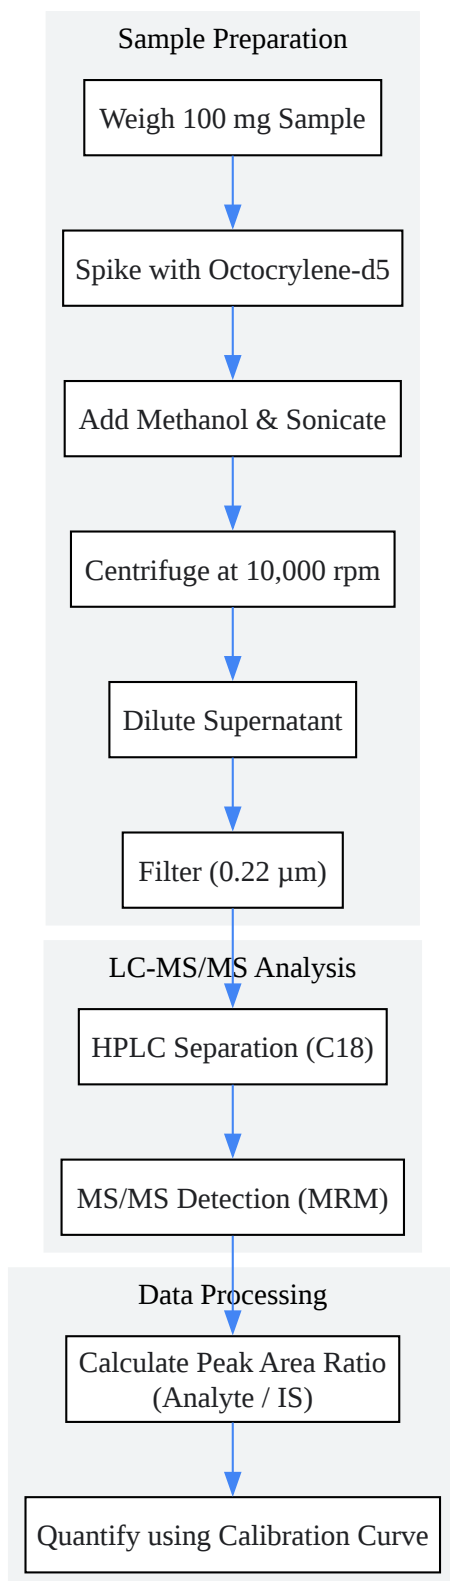 Sample Preparation
Weigh 100 mg Sample
Spike with Octocrylene-d5
Add Methanol & Sonicate
Centrifuge at 10,000 rpm
Dilute Supernatant
Filter (0.22 µm)
LC-MS/MS Analysis
HPLC Separation (C18)
MS/MS Detection (MRM)
Data Processing
Calculate Peak Area Ratio
(Analyte / IS)
Quantify using Calibration Curve